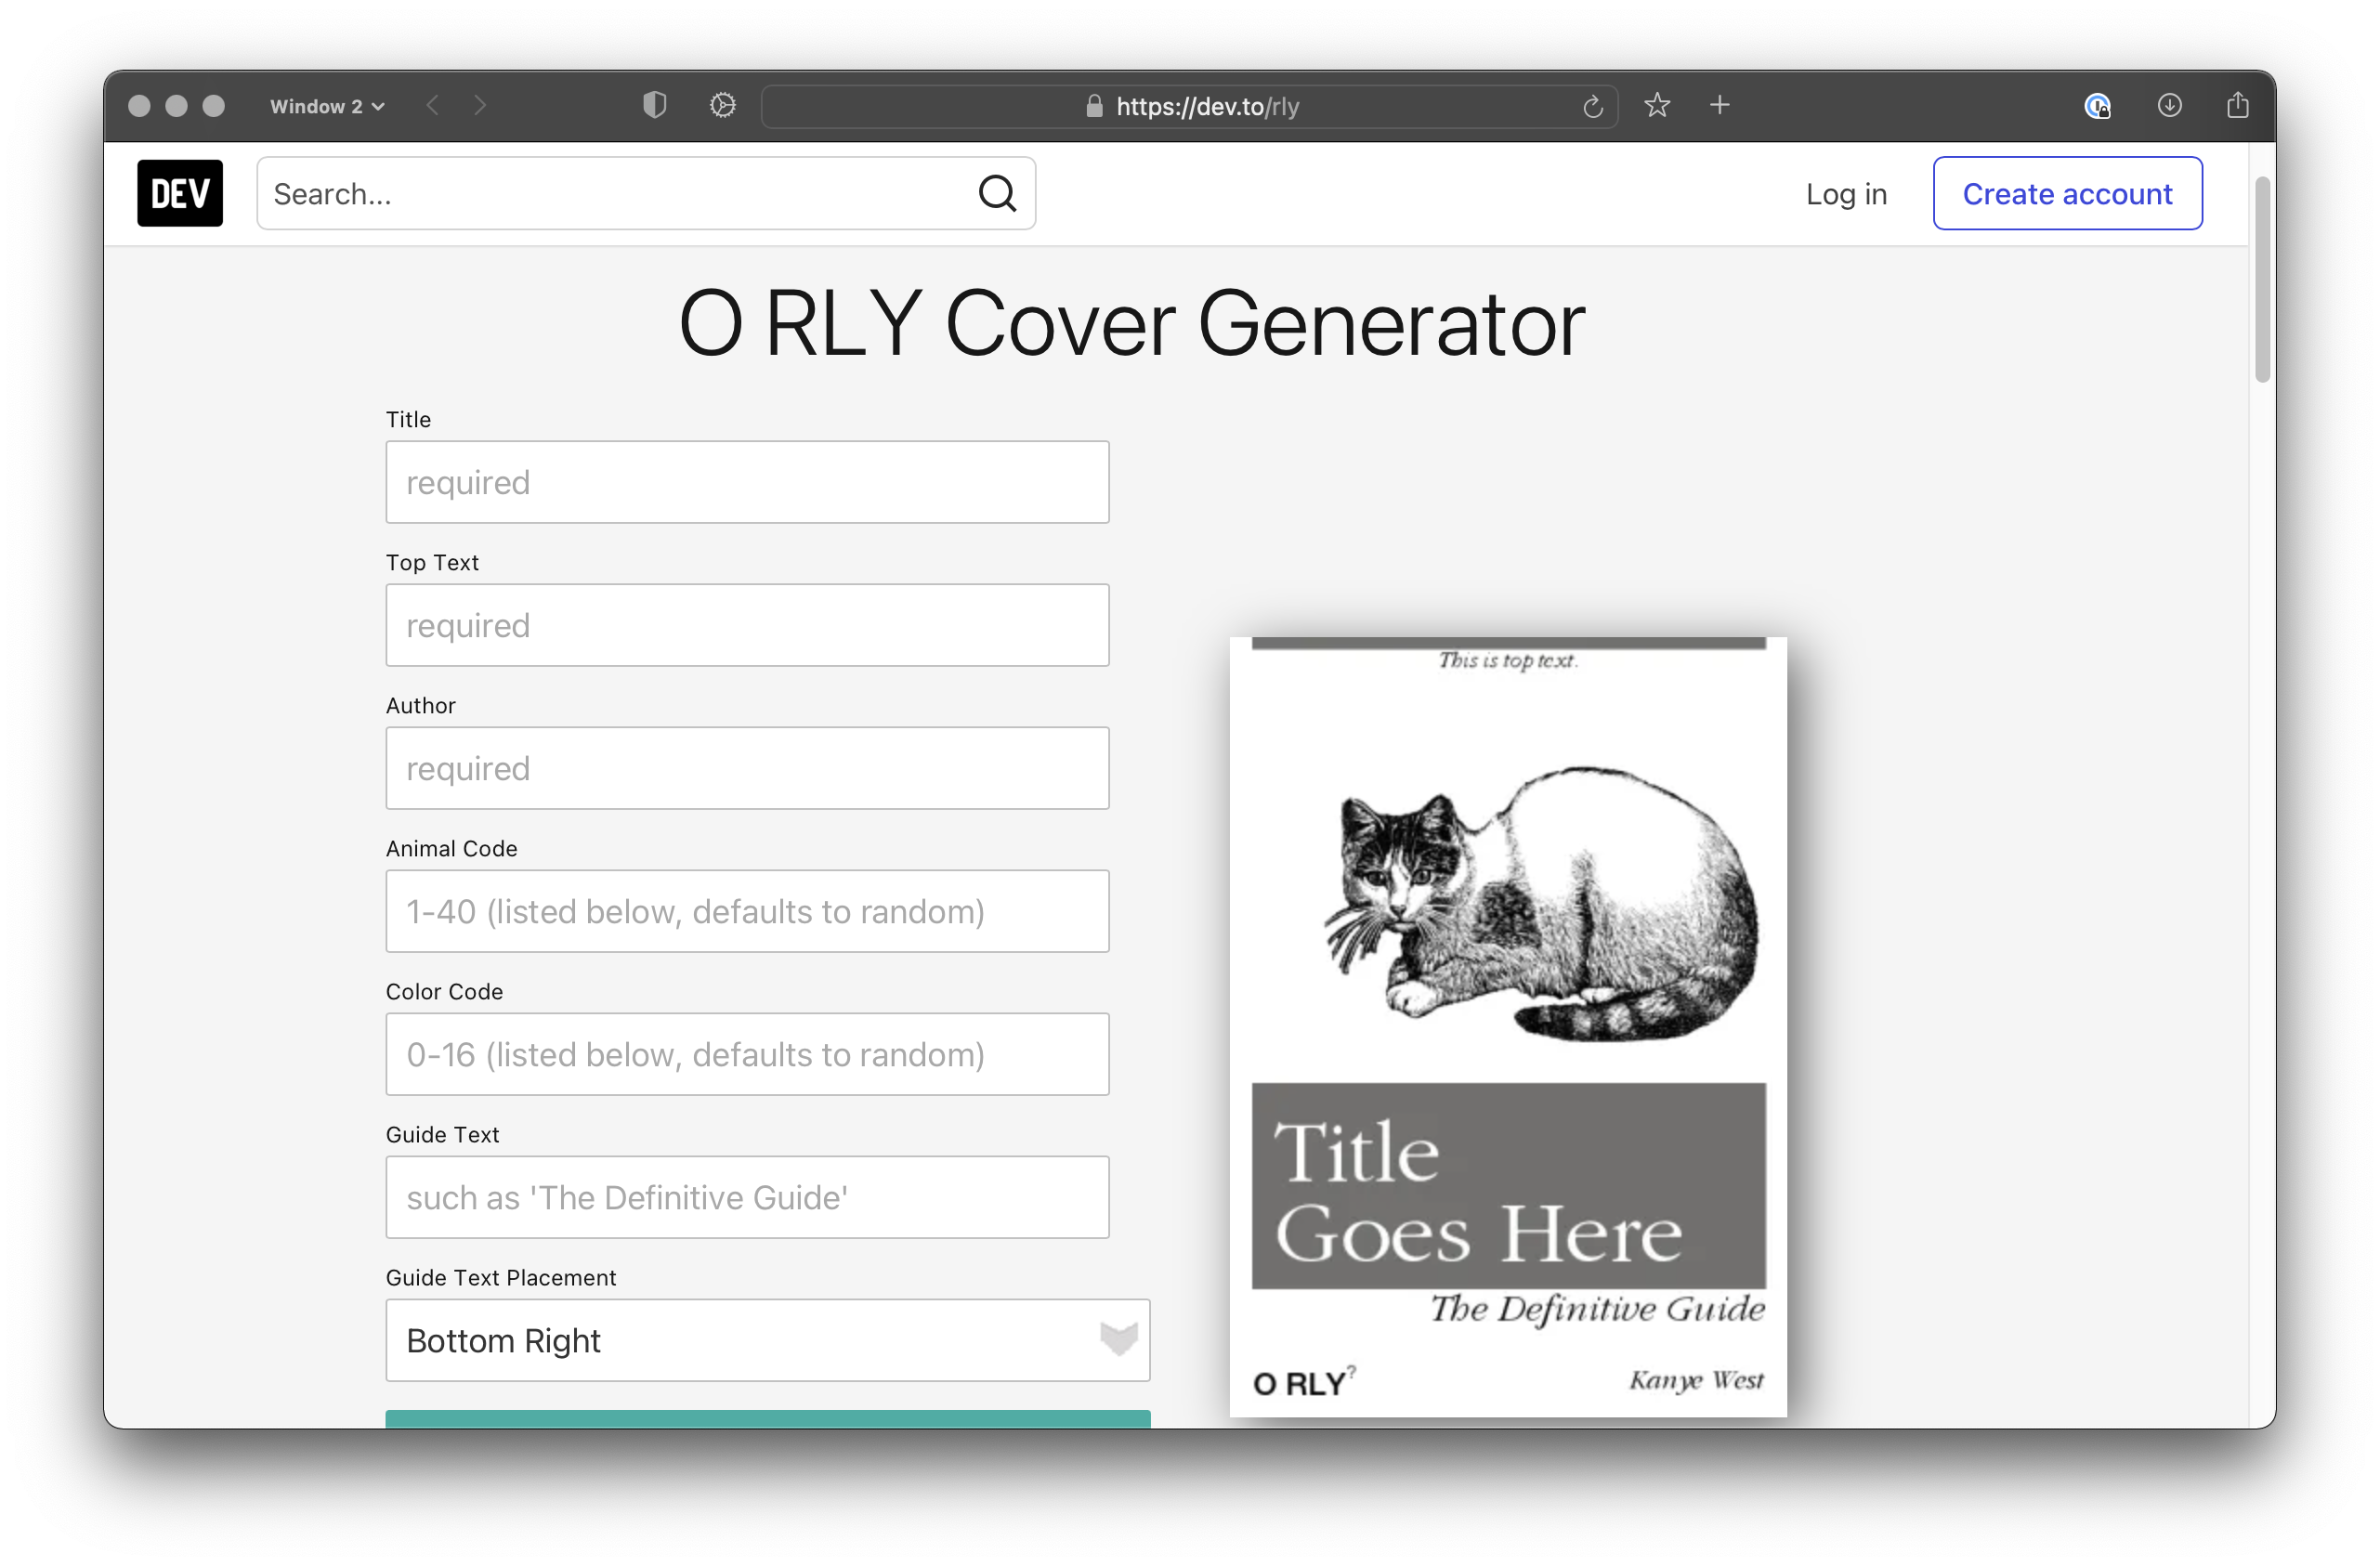 Window 2
https://dev.to/rly
DEV
Search...
Log in
Create account
O RLY Cover Generator
Title
required
Top Text
required
Author
required
Animal Code
1-40 (listed below, defaults to random)
Color Code
0-16 (listed below, defaults to random)
Guide Text
such as 'The Definitive Guide'
Guide Text Placement
Bottom Right
This is top text.
Title
Goes Here
The Definitive Guide
O RLY?
Kanye West